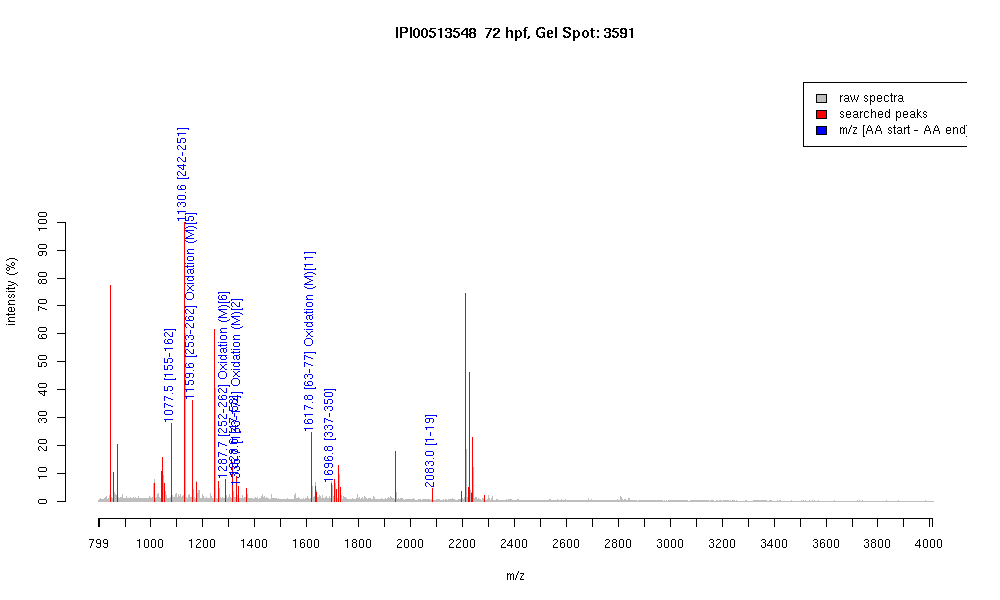 IPI00513548 72 hpf, Gel Spot: 3591
raw spectra
searched peaks
m/z [AA start - AA end]
intensity (%)
100
90
80
70
60
50
40
30
20
10
0
1077.5 [155-162]
1130.6 [242-251]
1159.6 [253-262] Oxidation (M)[5]
1287.7 [252-262] Oxidation (M)[6]
Oxidation (M)[2]
1617.8 [63-77] Oxidation (M)[11]
1696.8 [337-350]
2083.0 [1-19]
799 1000 1200 1400 1600 1800 2000 2200 2400 2600 2800 3000 3200 3400 3600 3800 4000
m/z